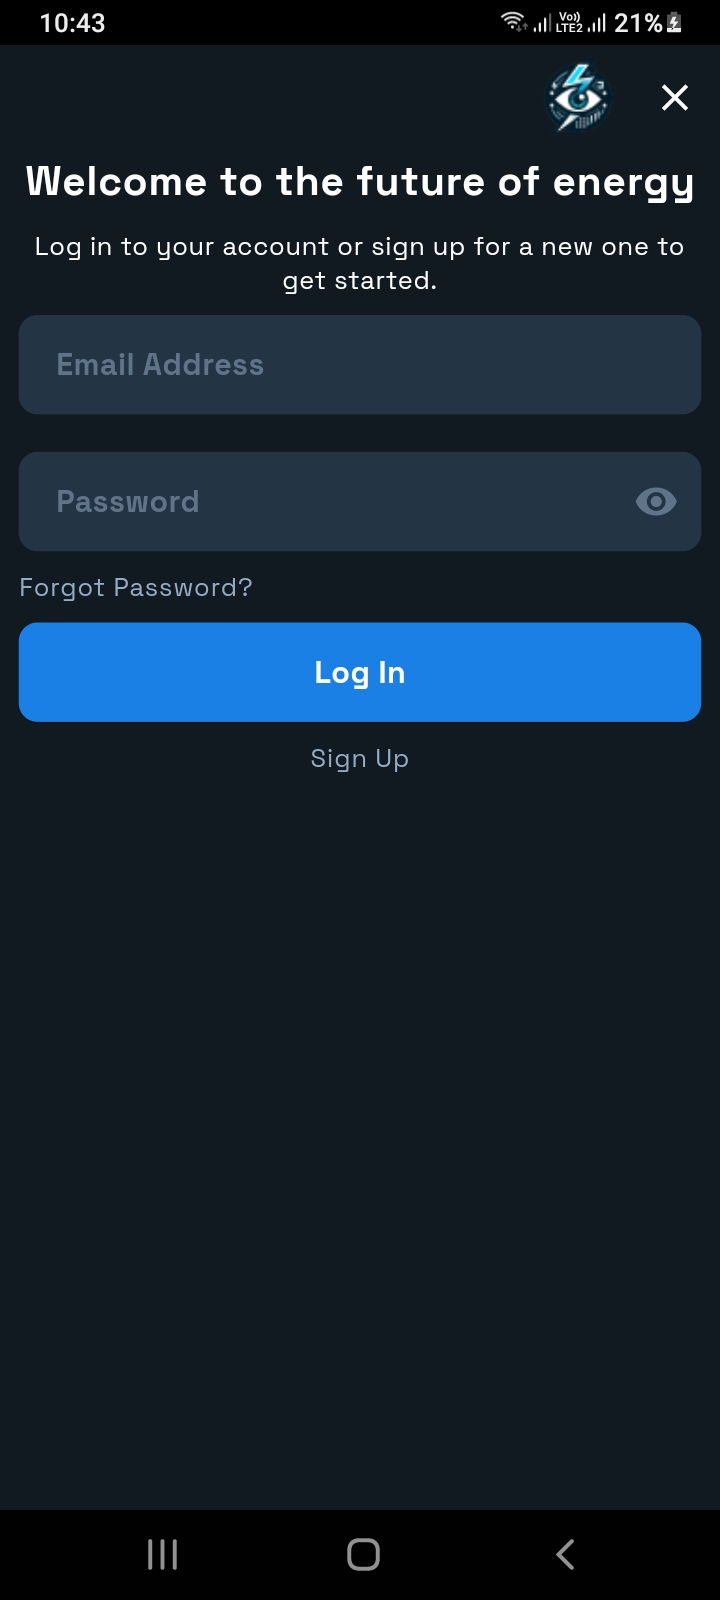 10:43
Vo))
LTE2
21%
Welcome to the future of energy
Log in to your account or sign up for a new one to
get started.
Email Address
Password
Forgot Password?
Log In
Sign Up